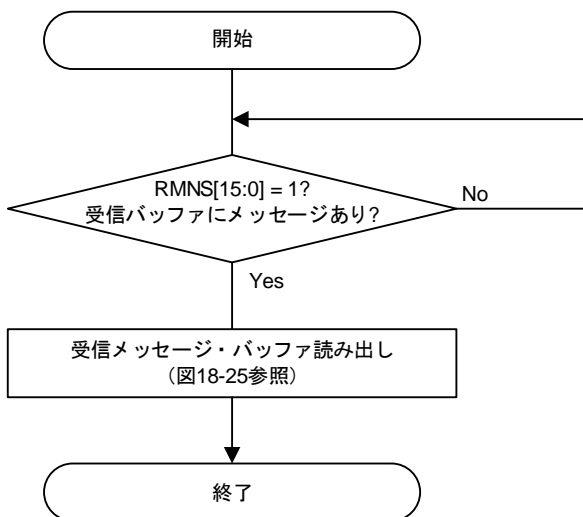 開始
RMNS[15:0] = 1?
受信バッファにメッセージあり?
No
Yes
受信メッセージ・バッファ読み出し
（図18-25参照）
終了